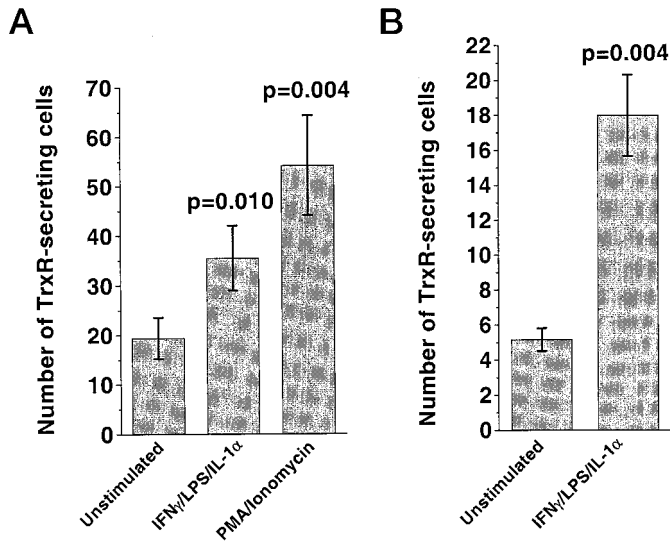 A
Number of TrxR-secreting cells
70
60
50
40
30
20
10
0
p=0.010
p=0.004
Unstimulated
IFNγ/LPS/IL-1α
PMA/Ionomycin
B
Number of TrxR-secreting cells
22
20
18
16
14
12
10
8
6
4
2
0
p=0.004
Unstimulated
IFNγ/LPS/IL-1α